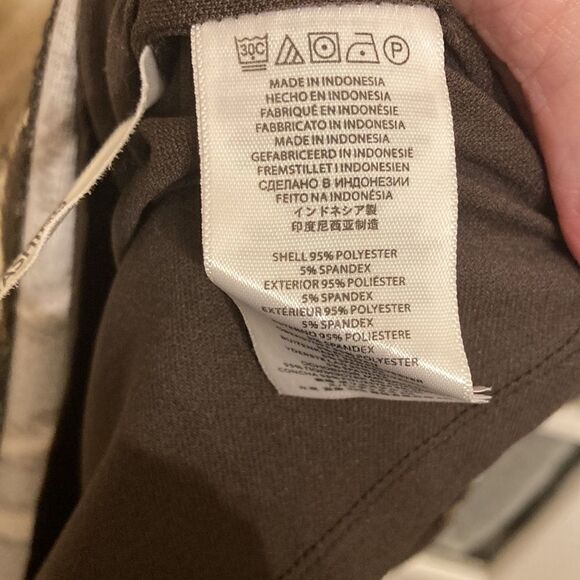 30C P
MADE IN INDONESIA
HECHO EN INDONESIA
FABRIQUÉ EN INDONÉSIE
FABBRICATO IN INDONESIA
MADE IN INDONESIA
GEFABRICEERD IN INDONESIË
FREMSTILLET I INDONESIEN
СДЕЛАНО В ИНДОНЕЗИИ
FEITO NA INDONÉSIA
インドネシア製
印度尼西亚制造
SHELL 95% POLYESTER
5% SPANDEX
EXTERIOR 95% POLIÉSTER
5% SPANDEX
EXTÉRIEUR 95% POLYESTER
5% SPANDEX
95% POLIESTERE